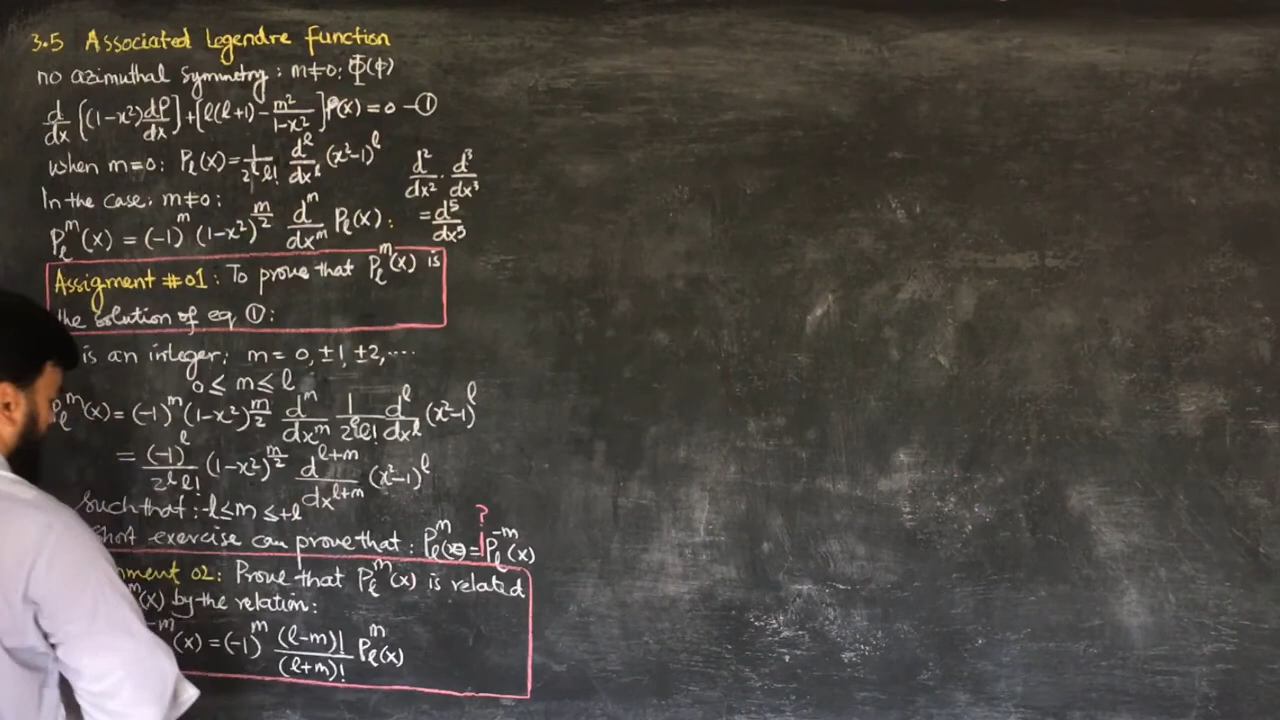 3.5 Associated Legendre function
no azimuthal symmetry: m≠0: Φ(φ)
d/dx [(1-x²) dP/dx] + [l(l+1) - m²/(1-x²)] P(x) = 0 -①
when m=0: P_l(x) = 1/(2^l l!) d^l/dx^l (x²-1)^l
d²/dx² · d³/dx³
In the case: m≠0:
= d⁵/dx⁵
P_l^m(x) = (-1)^m (1-x²)^(m/2) d^m/dx^m P_l(x):
Assigment #01: To prove that P_l^m(x) is
the solution of eq ①:
is an integer; m = 0, ±1, ±2, ....
0 ≤ m ≤ l
P_l^m(x) = (-1)^m (1-x²)^(m/2) d^m/dx^m 1/(2^l l!) d^l/dx^l (x²-1)^l
= (-1)^l/(2^l l!) (1-x²)^(m/2) d^(l+m)/dx^(l+m) (x²-1)^l
such that: -l ≤ m ≤ +l
?
short exercise can prove that: P_l^m(x) = P_l^-m(x)
nment 02: Prove that P_l^m(x) is related
^m(x) by the relation:
^-m(x) = (-1)^m (l-m)!/(l+m)! P_l^m(x)